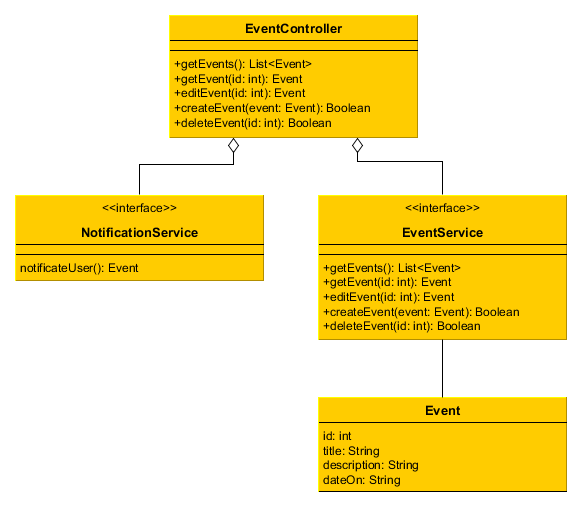 EventController
+getEvents(): List<Event>
+getEvent(id: int): Event
+editEvent(id: int): Event
+createEvent(event: Event): Boolean
+deleteEvent(id: int): Boolean
<<interface>>
NotificationService
notificateUser(): Event
<<interface>>
EventService
+getEvents(): List<Event>
+getEvent(id: int): Event
+editEvent(id: int): Event
+createEvent(event: Event): Boolean
+deleteEvent(id: int): Boolean
Event
id: int
title: String
description: String
dateOn: String